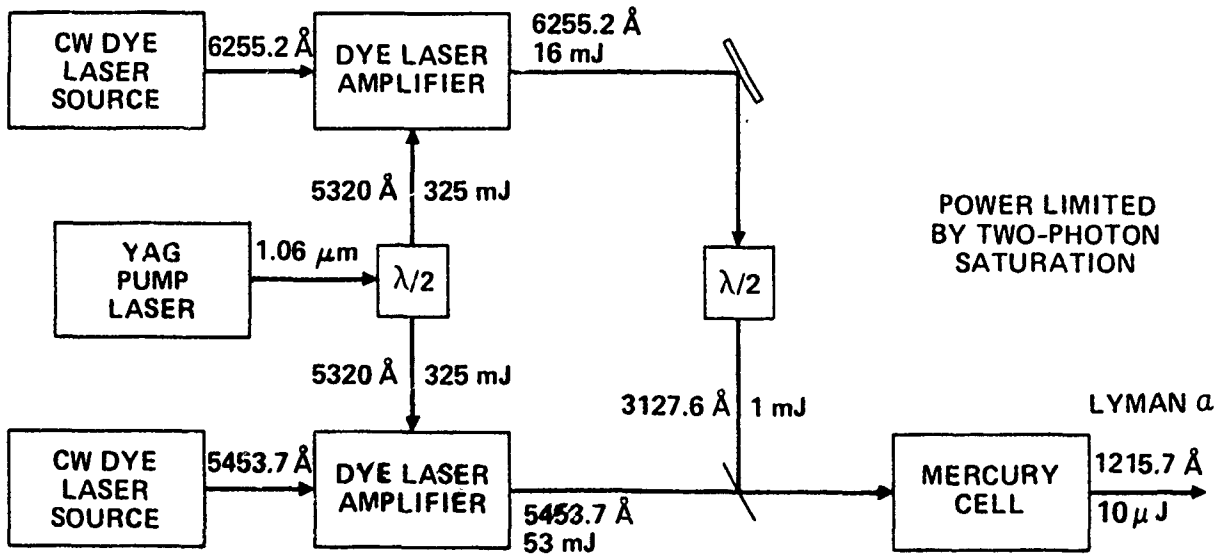 CW DYE
LASER
SOURCE
6255.2 Å
DYE LASER
AMPLIFIER
6255.2 Å
16 mJ
5320 Å 325 mJ
YAG
PUMP
LASER
1.06 μm
λ/2
λ/2
POWER LIMITED
BY TWO-PHOTON
SATURATION
5320 Å 325 mJ
3127.6 Å 1 mJ
CW DYE
LASER
SOURCE
5453.7 Å
DYE LASER
AMPLIFIER
5453.7 Å
53 mJ
MERCURY
CELL
LYMAN α
1215.7 Å
10 μJ